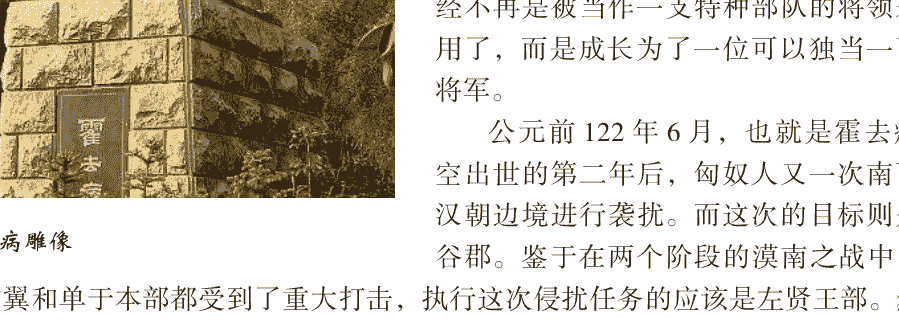 霍去
病雕像
经不再是被当作一支特种部队的将领
用了，而是成长为了一位可以独当一
将军。
公元前 122 年 6 月，也就是霍去病
空出世的第二年后，匈奴人又一次南下
汉朝边境进行袭扰。而这次的目标则是
谷郡。鉴于在两个阶段的漠南之战中
翼和单于本部都受到了重大打击，执行这次侵扰任务的应该是左贤王部。